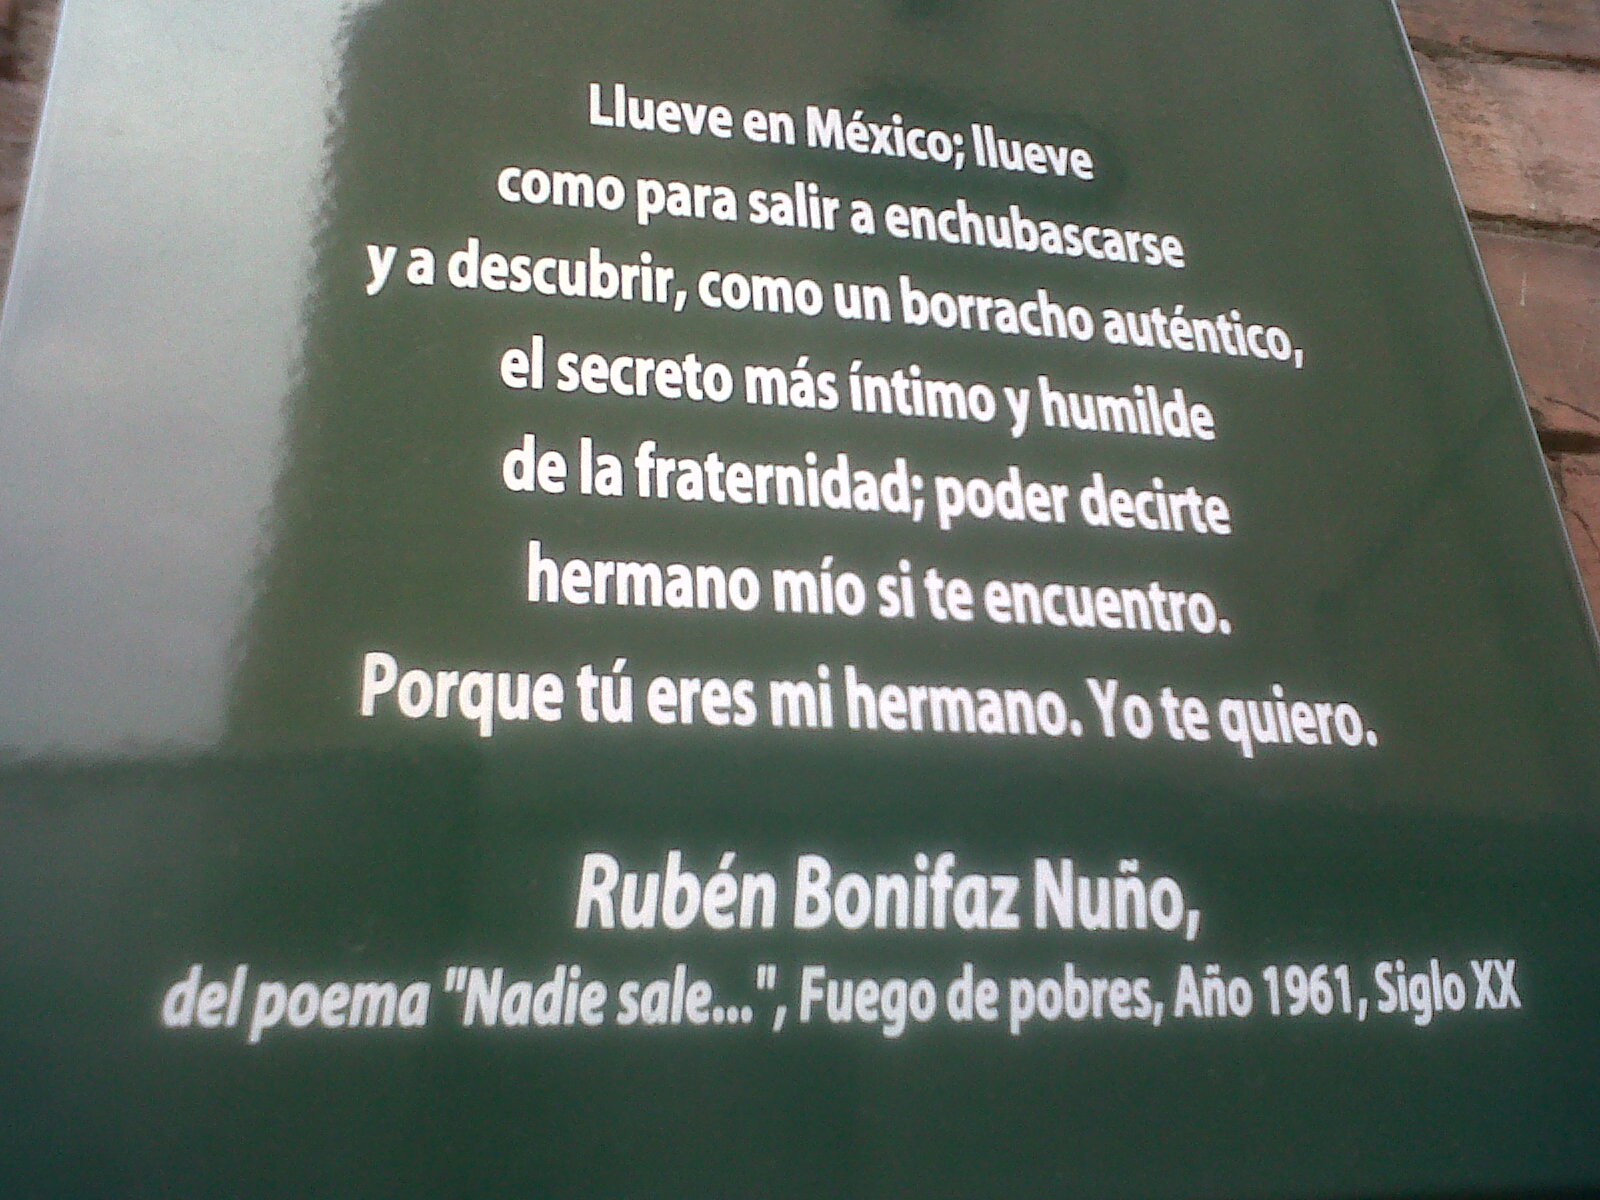 Llueve en México; llueve
como para salir a enchubascarse
y a descubrir, como un borracho auténtico,
el secreto más íntimo y humilde
de la fraternidad; poder decirte
hermano mío si te encuentro.
Porque tú eres mi hermano. Yo te quiero.
Rubén Bonifaz Nuño,
del poema "Nadie sale...", Fuego de pobres, Año 1961, Siglo XX